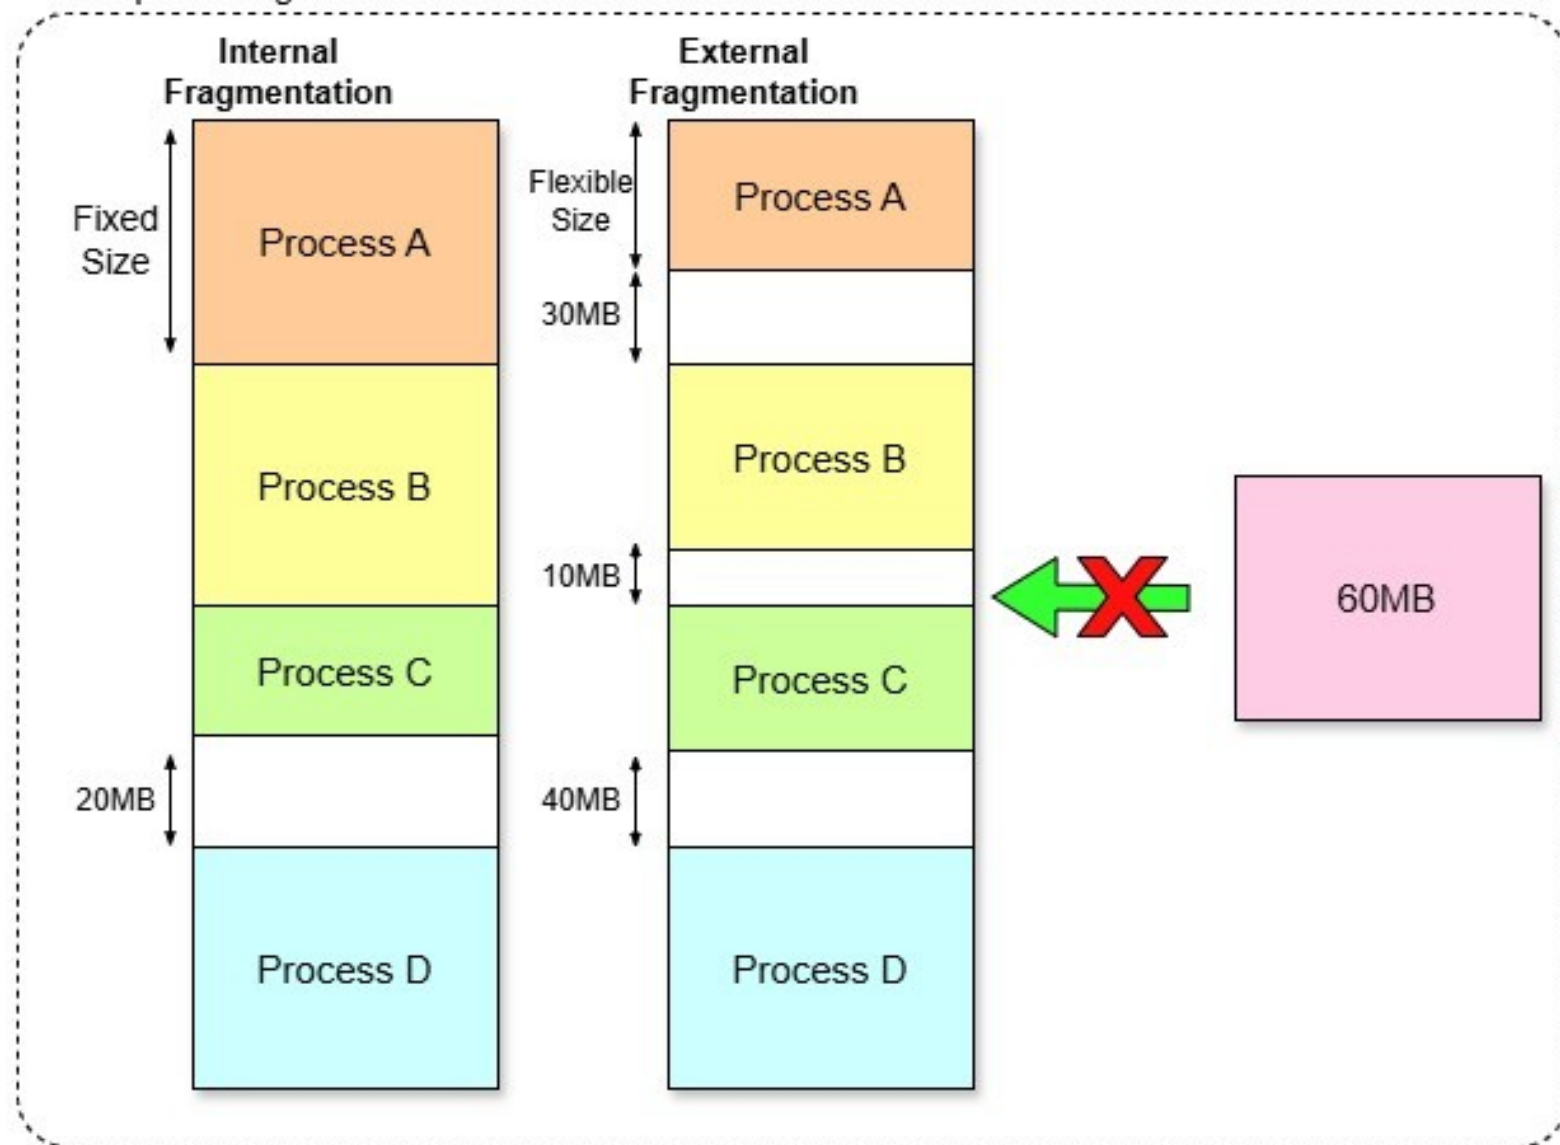 Internal
Fragmentation
Fixed
Size
Process A
Process B
Process C
20MB
Process D
External
Fragmentation
Flexible
Size
Process A
30MB
Process B
10MB
Process C
40MB
Process D
60MB